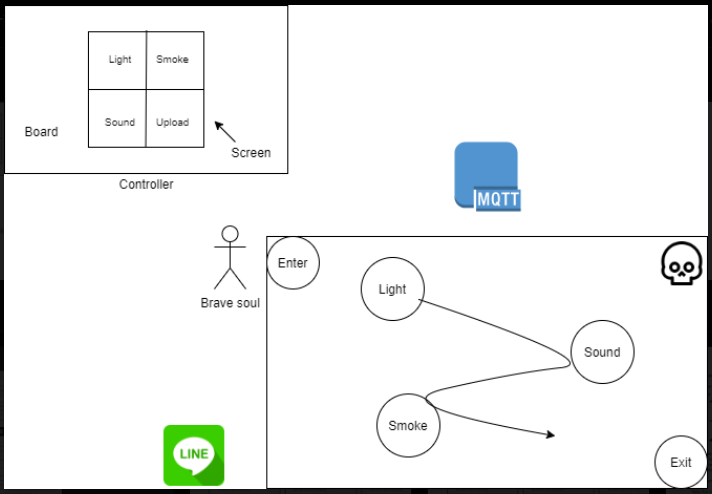 Light
Smoke
Sound
Upload
Board
Screen
Controller
MQTT
Enter
Light
Brave soul
Sound
Smoke
LINE
Exit